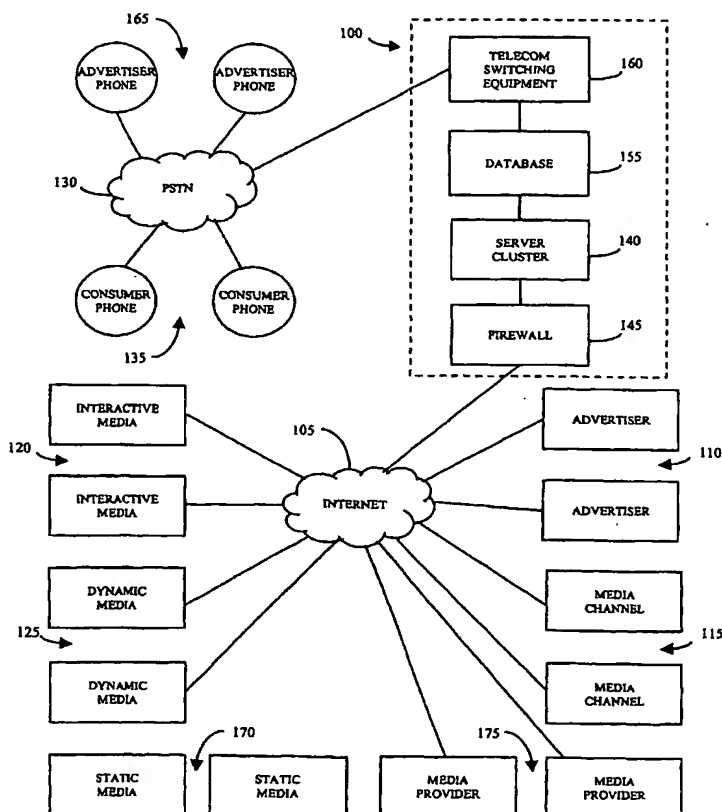 165
100
ADVERTISER
PHONE
ADVERTISER
PHONE
TELECOM
SWITCHING
EQUIPMENT
160
130
PSTN
DATABASE
155
SERVER
CLUSTER
140
CONSUMER
PHONE
CONSUMER
PHONE
135
FIREWALL
145
INTERACTIVE
MEDIA
105
ADVERTISER
120
110
INTERACTIVE
MEDIA
INTERNET
ADVERTISER
DYNAMIC
MEDIA
MEDIA
CHANNEL
125
115
DYNAMIC
MEDIA
MEDIA
CHANNEL
170
175
STATIC
MEDIA
STATIC
MEDIA
MEDIA
PROVIDER
MEDIA
PROVIDER